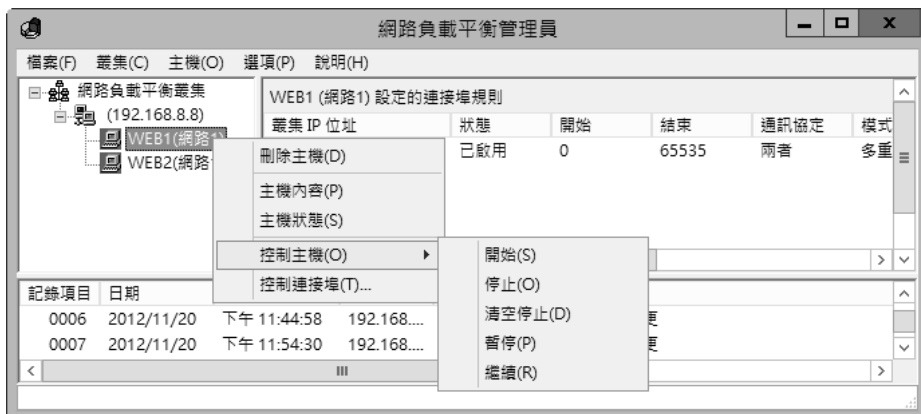 網路負載平衡管理員
檔案(F) 叢集(C) 主機(O) 選項(P) 說明(H)
網路負載平衡叢集
(192.168.8.8)
WEB1(網路1)
WEB2(網路
WEB1 (網路1) 設定的連接埠規則
叢集 IP 位址 狀態 開始 結束 通訊協定 模式
已啟用 0 65535 兩者 多重
刪除主機(D)
主機內容(P)
主機狀態(S)
控制主機(O)
控制連接埠(T)...
開始(S)
停止(O)
清空停止(D)
暫停(P)
繼續(R)
記錄項目 日期
0006 2012/11/20 下午 11:44:58 192.168.... 更
0007 2012/11/20 下午 11:54:30 192.168.... 更